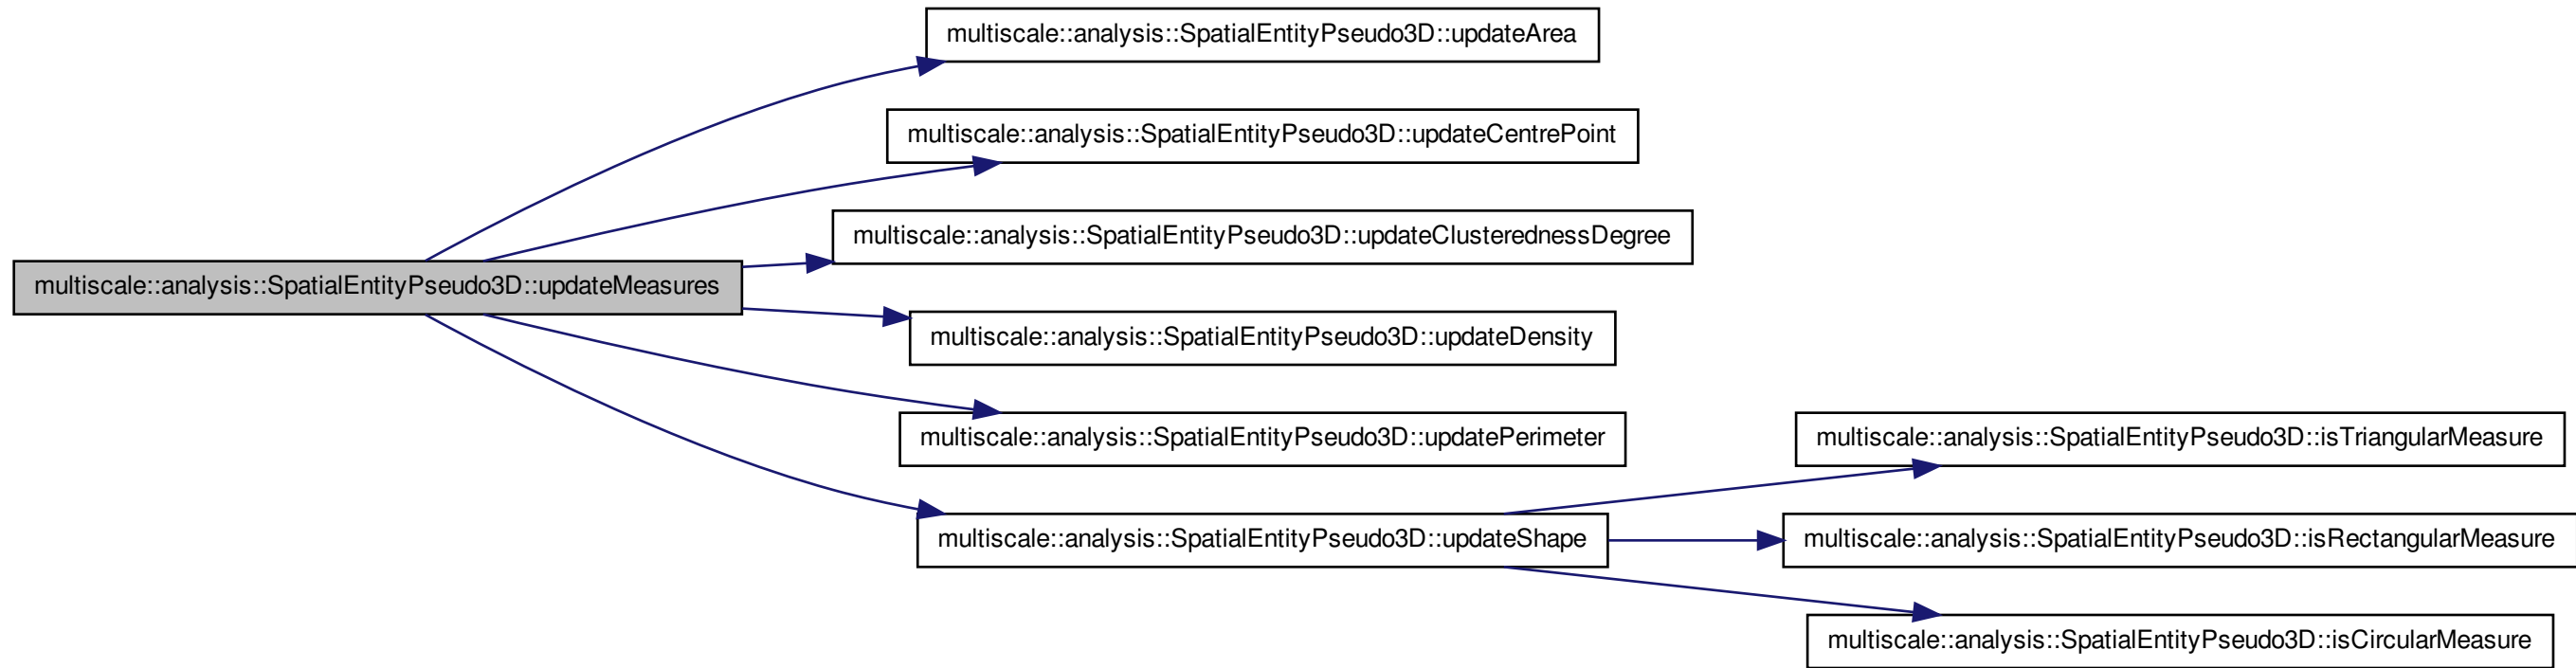 multiscale::analysis::SpatialEntityPseudo3D::updateArea
multiscale::analysis::SpatialEntityPseudo3D::updateCentrePoint
multiscale::analysis::SpatialEntityPseudo3D::updateClusterednessDegree
multiscale::analysis::SpatialEntityPseudo3D::updateMeasures
multiscale::analysis::SpatialEntityPseudo3D::updateDensity
multiscale::analysis::SpatialEntityPseudo3D::updatePerimeter
multiscale::analysis::SpatialEntityPseudo3D::isTriangularMeasure
multiscale::analysis::SpatialEntityPseudo3D::updateShape
multiscale::analysis::SpatialEntityPseudo3D::isRectangularMeasure
multiscale::analysis::SpatialEntityPseudo3D::isCircularMeasure